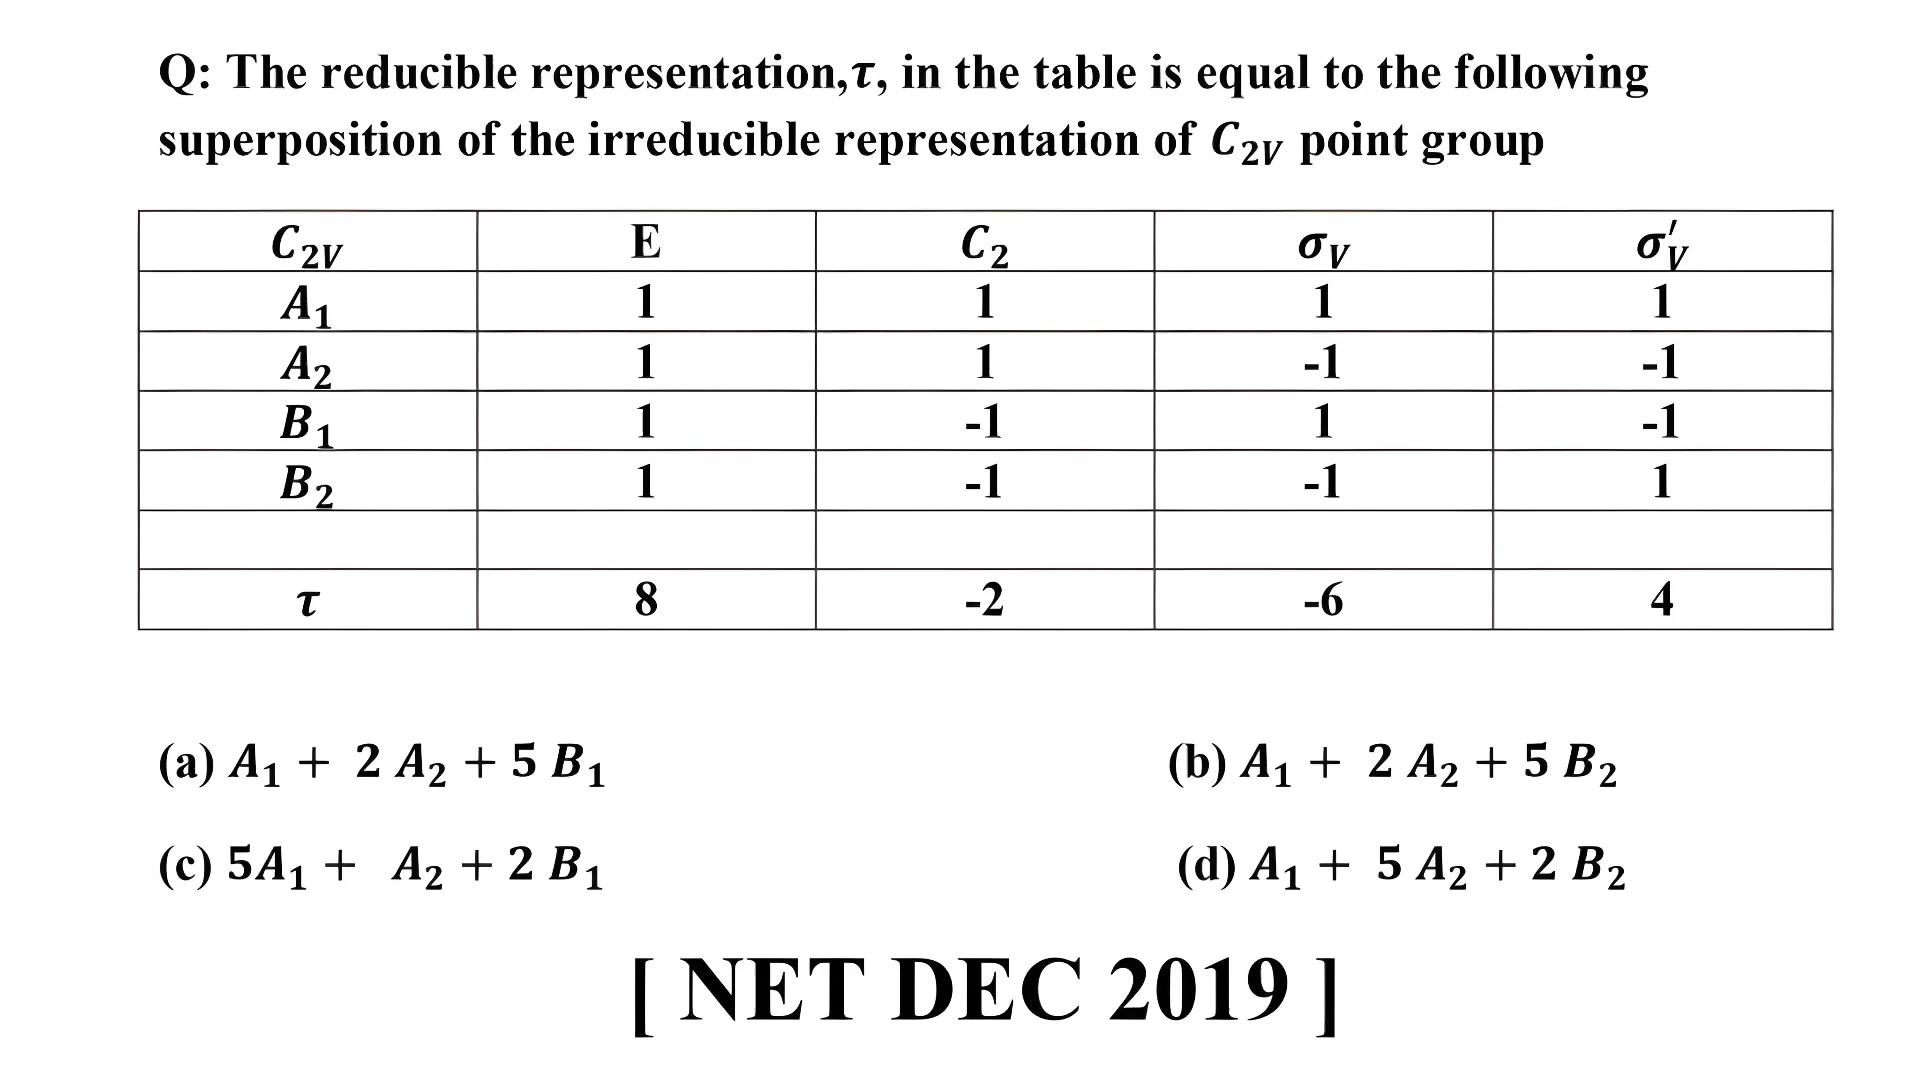 Q: The reducible representation,τ, in the table is equal to the following
superposition of the irreducible representation of C₂V point group
C₂V E C₂ σV σ′V
A₁ 1 1 1 1
A₂ 1 1 -1 -1
B₁ 1 -1 1 -1
B₂ 1 -1 -1 1
τ 8 -2 -6 4
(a) A₁ + 2 A₂ + 5 B₁ (b) A₁ + 2 A₂ + 5 B₂
(c) 5A₁ + A₂ + 2 B₁ (d) A₁ + 5 A₂ + 2 B₂
[ NET DEC 2019 ]